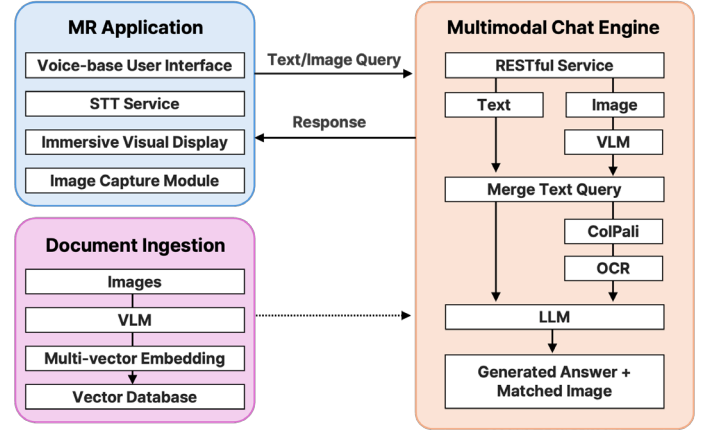 MR Application
Voice-base User Interface
STT Service
Immersive Visual Display
Image Capture Module
Text/Image Query
Response
Document Ingestion
Images
VLM
Multi-vector Embedding
Vector Database
Multimodal Chat Engine
RESTful Service
Text
Image
VLM
Merge Text Query
ColPali
OCR
LLM
Generated Answer +
Matched Image